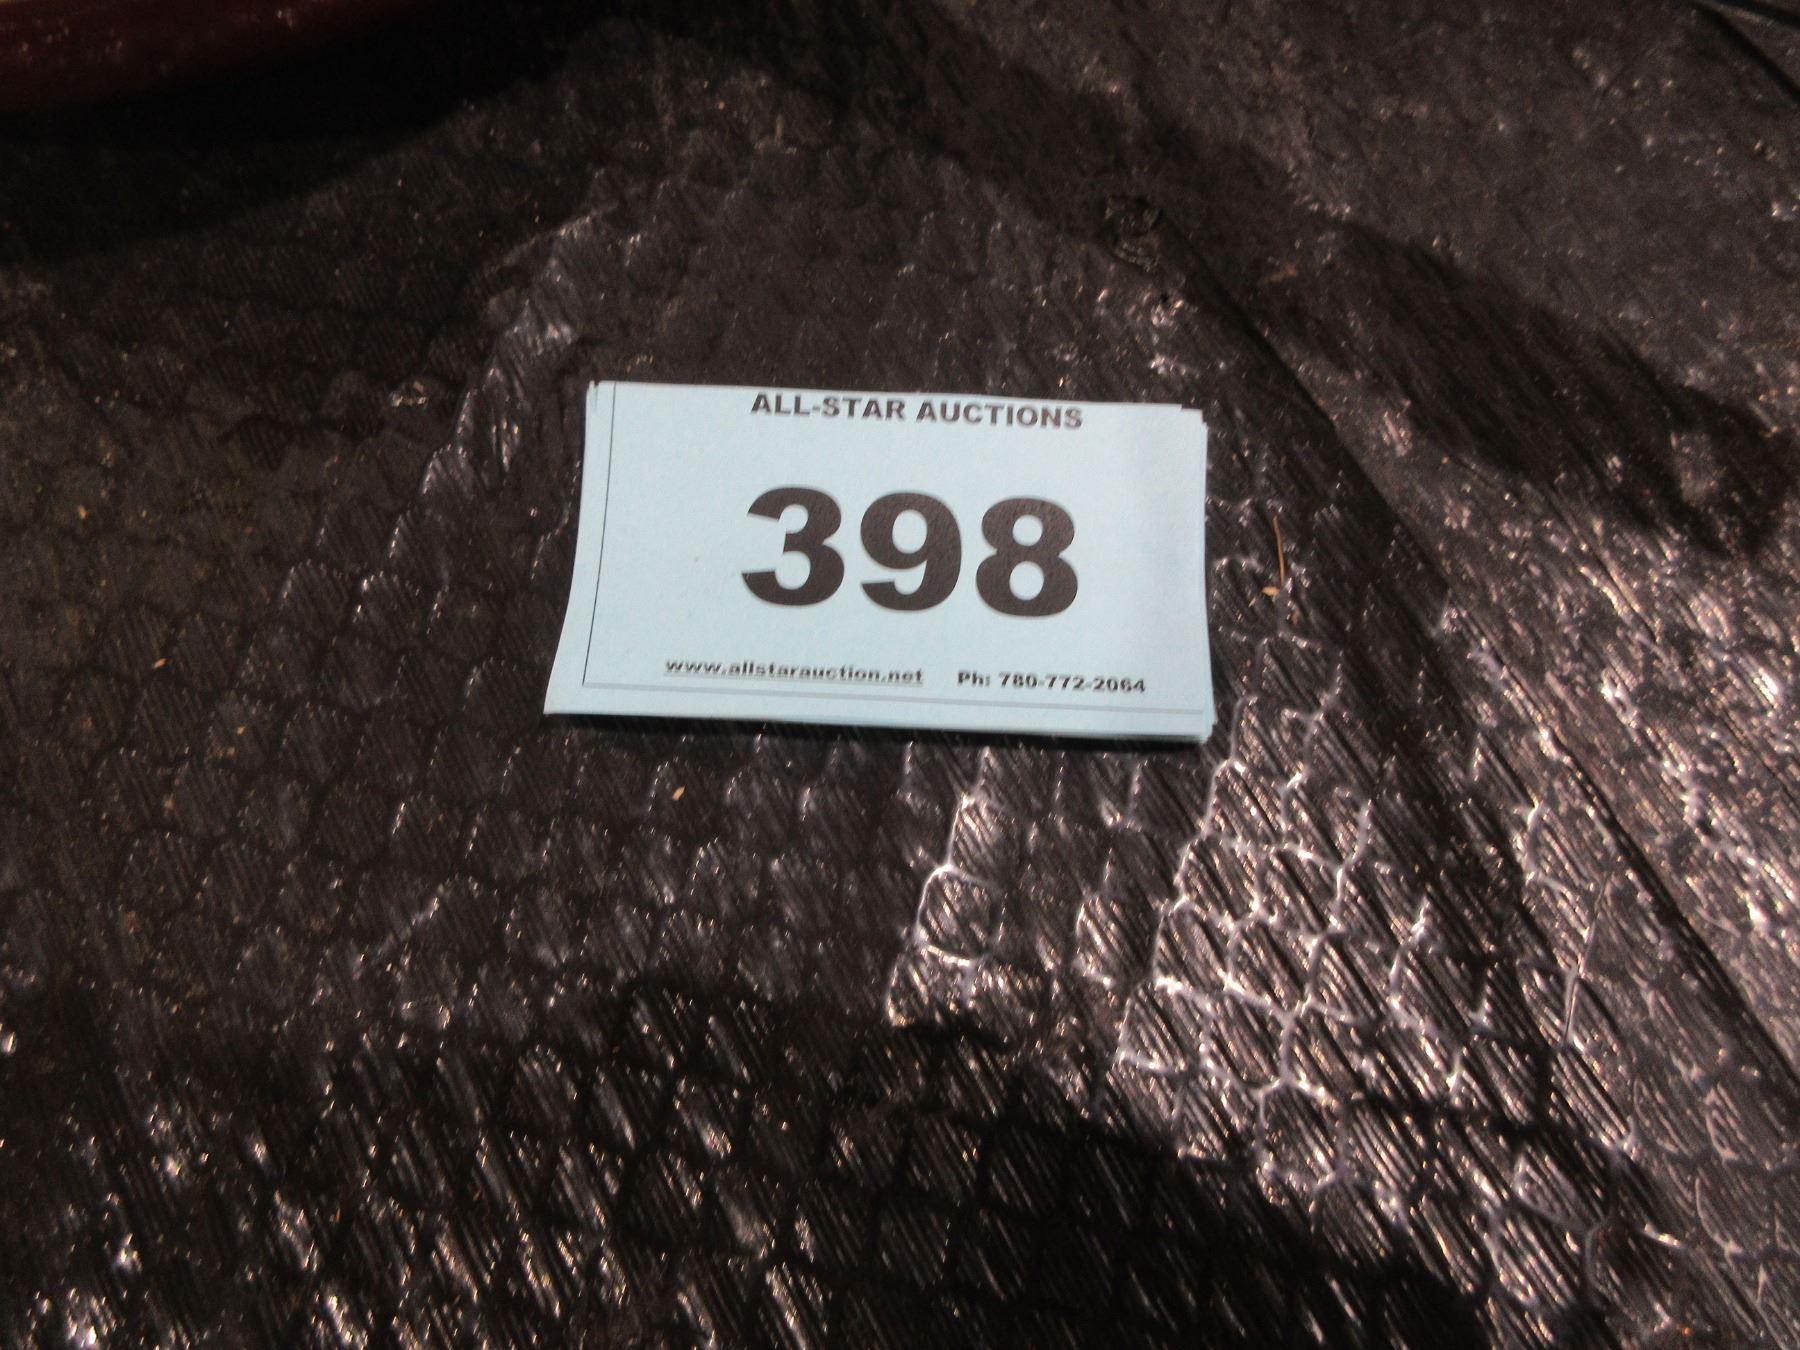 ALL-STAR AUCTIONS
398
www.allstarauction.net Ph: 780-772-2064